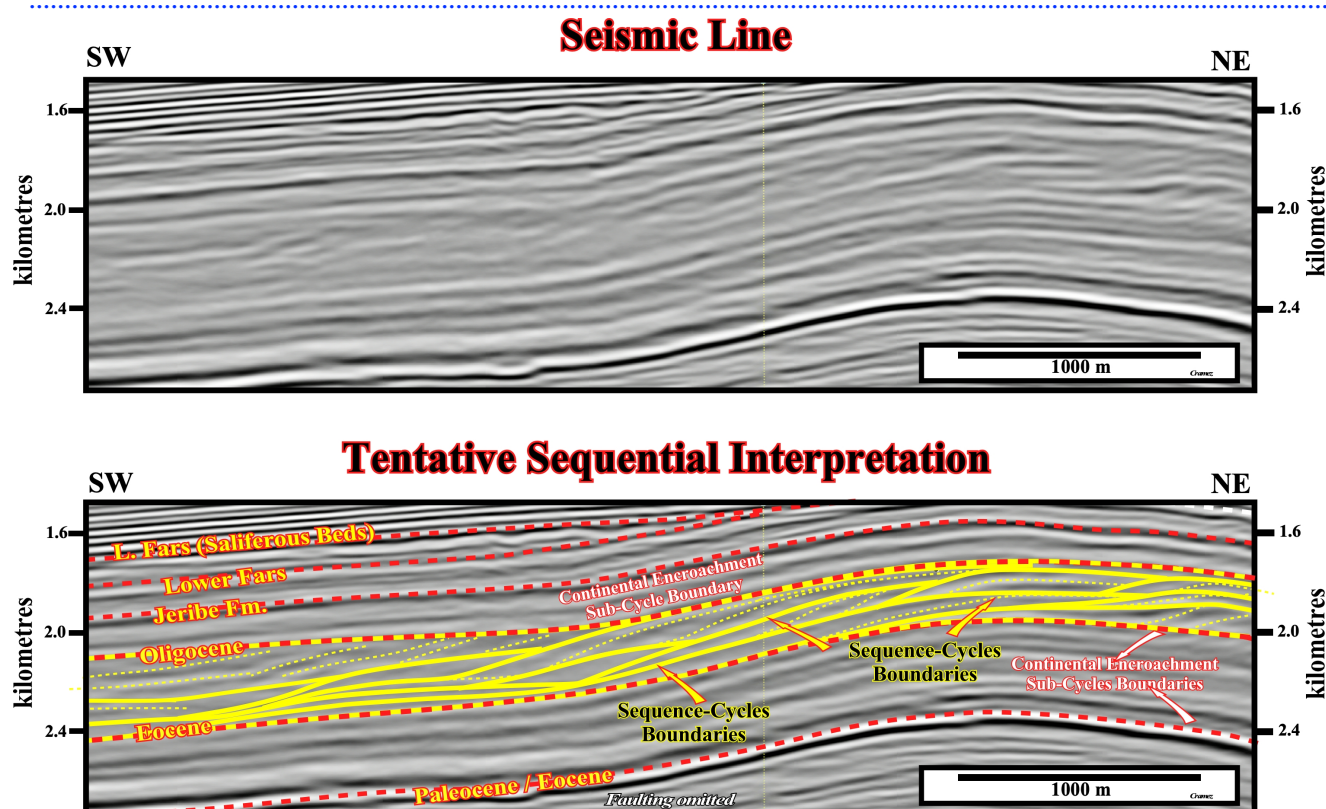 Seismic Line
SW
NE
1.6
1.6
2.0
2.0
kilometres
kilometres
2.4
2.4
1000 m
Cramez
Tentative Sequential Interpretation
SW
NE
1.6
1.6
L. Fars (Saliferous Beds)
Lower Fars
Jeribe Fm.
Continental Encroachment
Sub-Cycle Boundary
2.0
2.0
kilometres
kilometres
Oligocene
Sequence-Cycles
Boundaries
Continental Encroachment
Sub-Cycles Boundaries
Sequence-Cycles
Boundaries
Eocene
2.4
2.4
Paleocene / Eocene
Faulting omitted
1000 m
Cramez